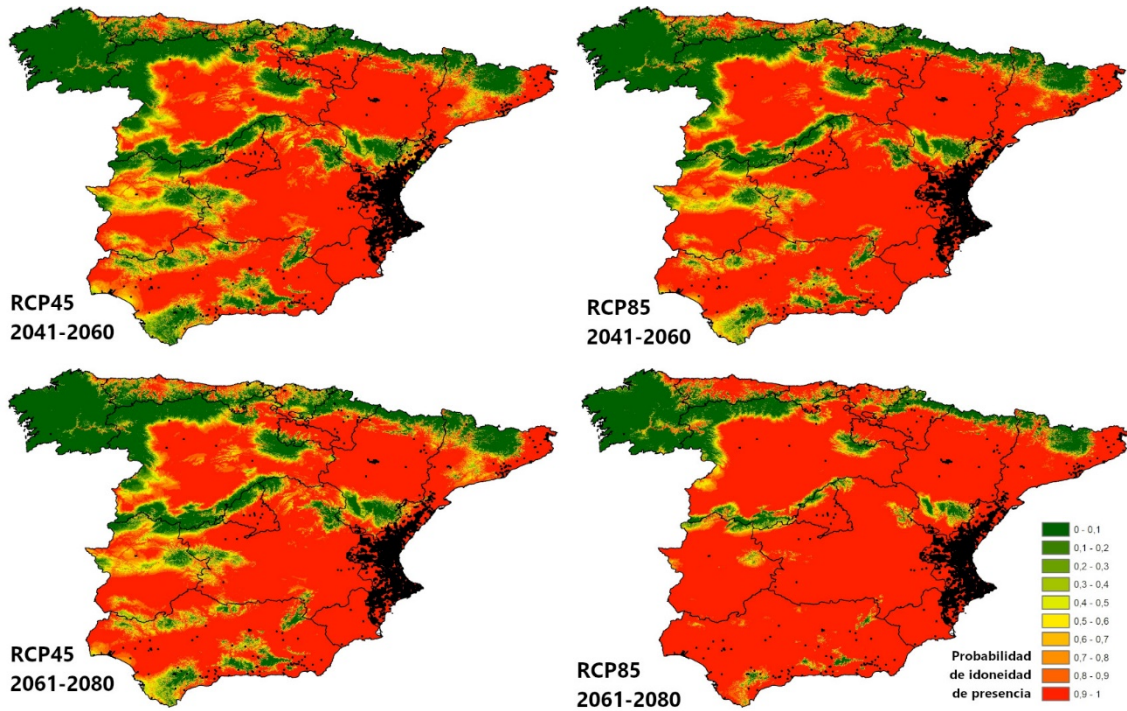 RCP45
2041-2060
RCP85
2041-2060
RCP45
2061-2080
RCP85
2061-2080
Probabilidad
de idoneidad
de presencia
0 - 0,1
0,1 - 0,2
0,2 - 0,3
0,3 - 0,4
0,4 - 0,5
0,5 - 0,6
0,6 - 0,7
0,7 - 0,8
0,8 - 0,9
0,9 - 1